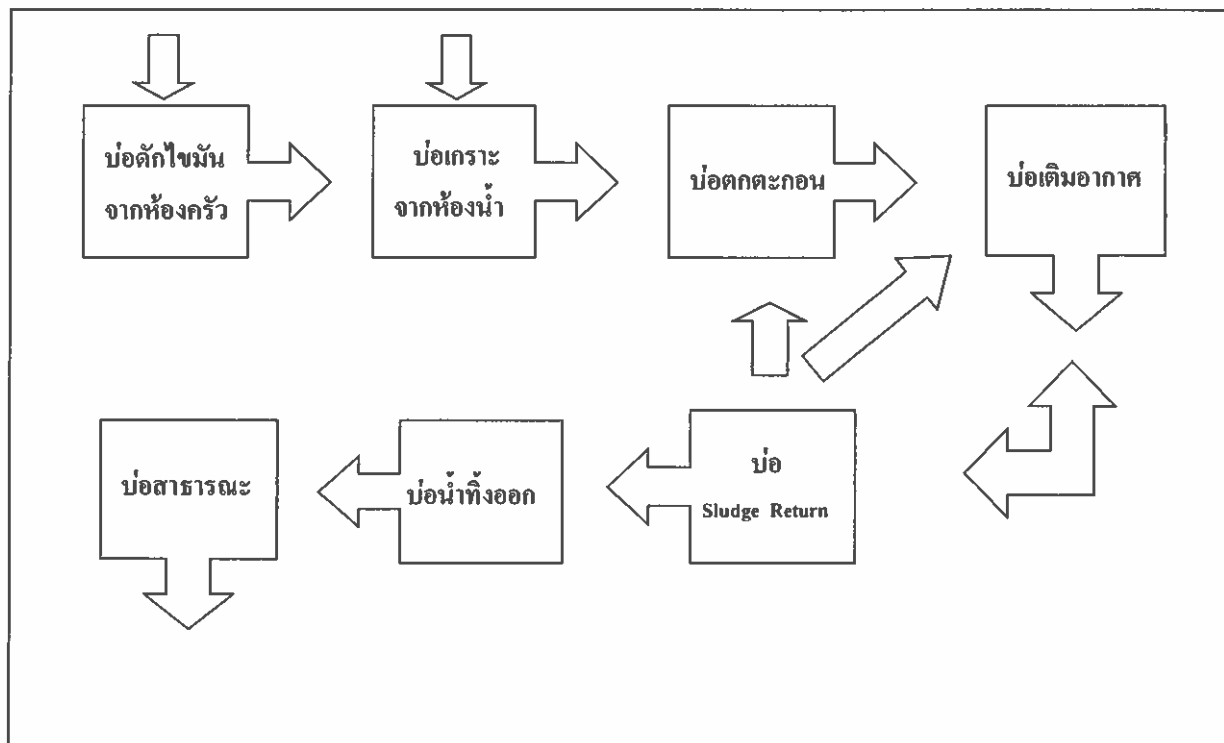 บ่อดักไขมัน
จากห้องครัว
บ่อเกราะ
จากห้องน้ำ
บ่อตกตะกอน
บ่อเติมอากาศ
บ่อสาธารณะ
บ่อน้ำทิ้งออก
บ่อ
Sludge Return